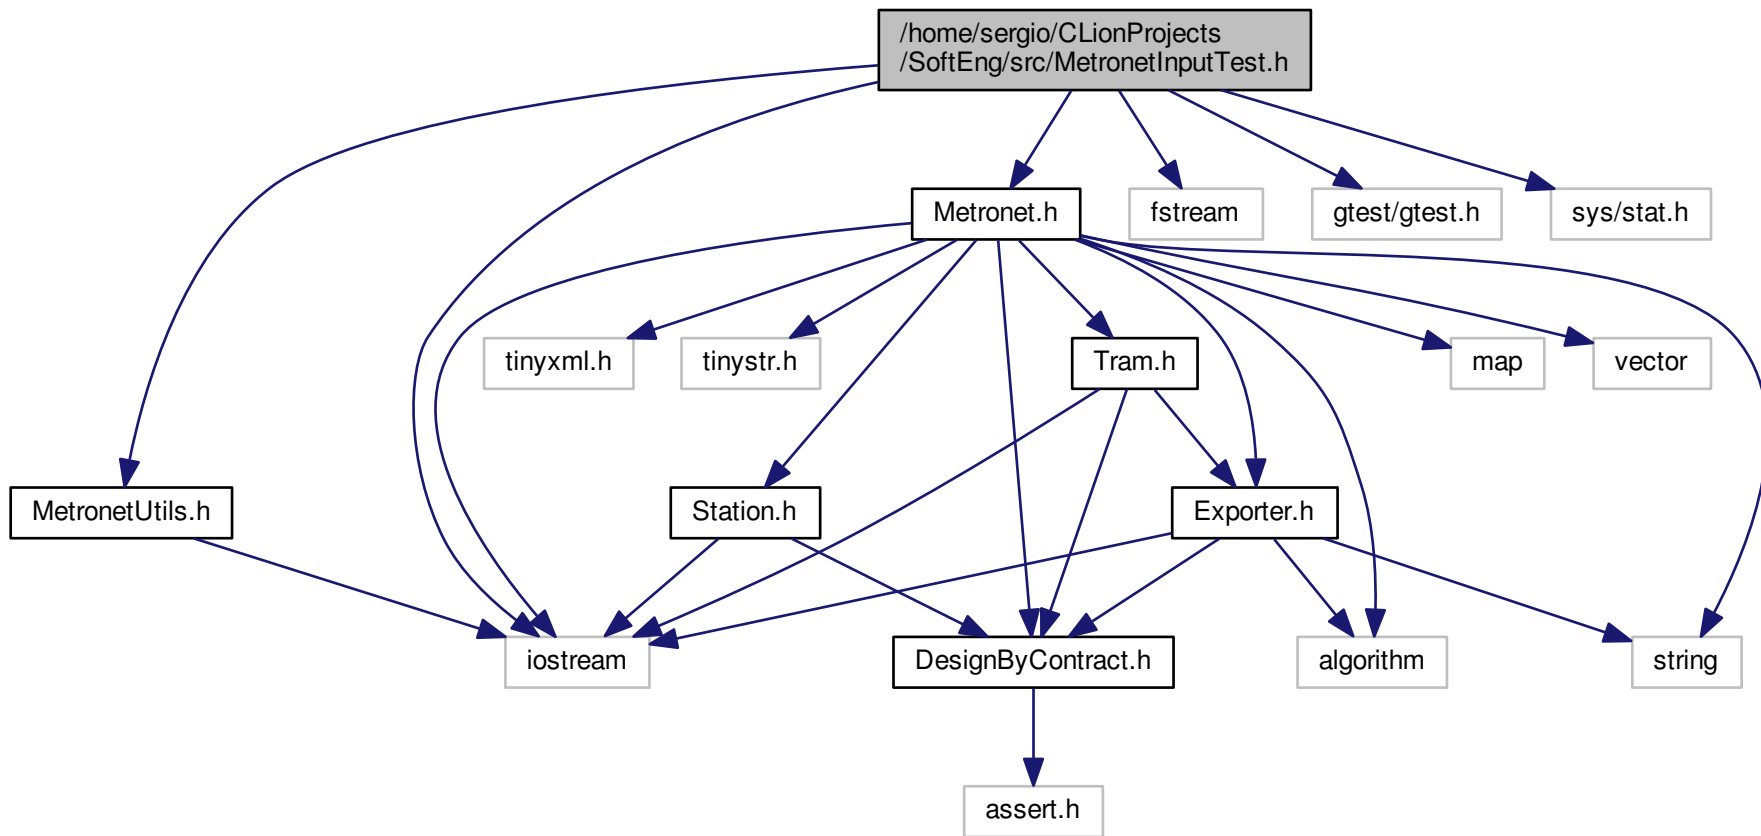 /home/sergio/CLionProjects
/SoftEng/src/MetronetInputTest.h
Metronet.h
fstream
gtest/gtest.h
sys/stat.h
tinyxml.h
tinystr.h
Tram.h
map
vector
MetronetUtils.h
Station.h
Exporter.h
iostream
DesignByContract.h
algorithm
string
assert.h